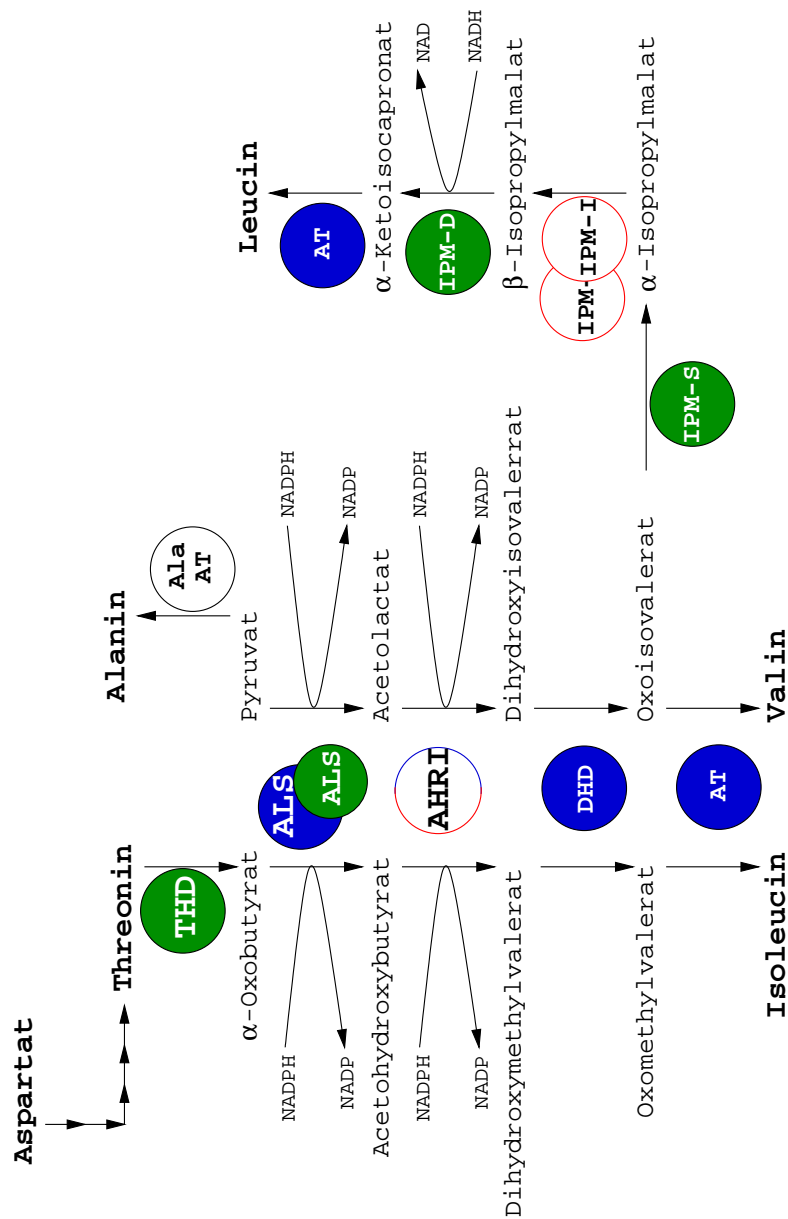 Aspartat
Threonin
Alanin
THD
Ala
AT
α-Oxobutyrat
Pyruvat
Leucin
NADPH
ALS
NADPH
ALS
AT
NADP
NADP
Acetohydroxybutyrat
Acetolactat
α-Ketoisocapronat
NADPH
AHRI
NADPH
NAD
IPM-D
NADP
NADP
NADH
Dihydroxymethylvalerat
Dihydroxyisovalerrat
β-Isopropylmalat
DHD
IPM-
IPM-I
Oxomethylvalerat
Oxoisovalerat
α-Isopropylmalat
AT
IPM-S
Isoleucin
Valin